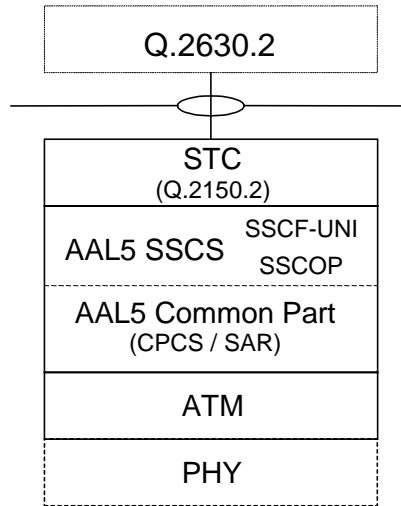 Q.2630.2
STC
(Q.2150.2)
AAL5 SSCS
SSCF-UNI
SSCOP
AAL5 Common Part
(CPCS / SAR)
ATM
PHY